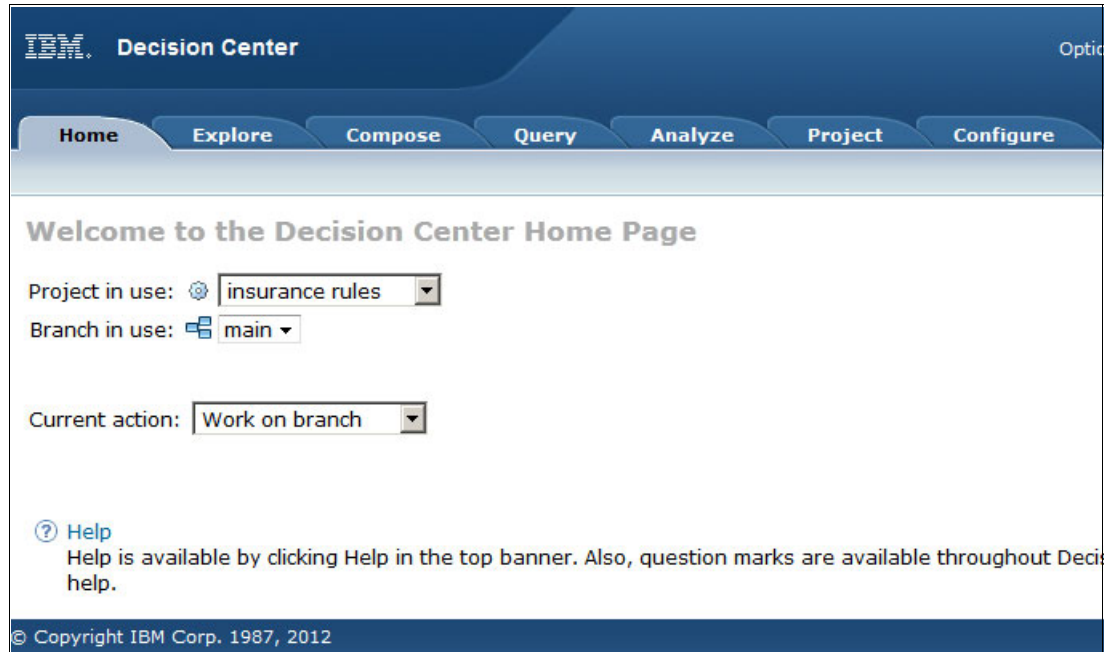 IBM. Decision Center
Home Explore Compose Query Analyze Project Configure
Welcome to the Decision Center Home Page
Project in use: insurance rules
Branch in use: main
Current action: Work on branch
? Help
Help is available by clicking Help in the top banner. Also, question marks are available throughout
help.
© Copyright IBM Corp. 1987, 2012